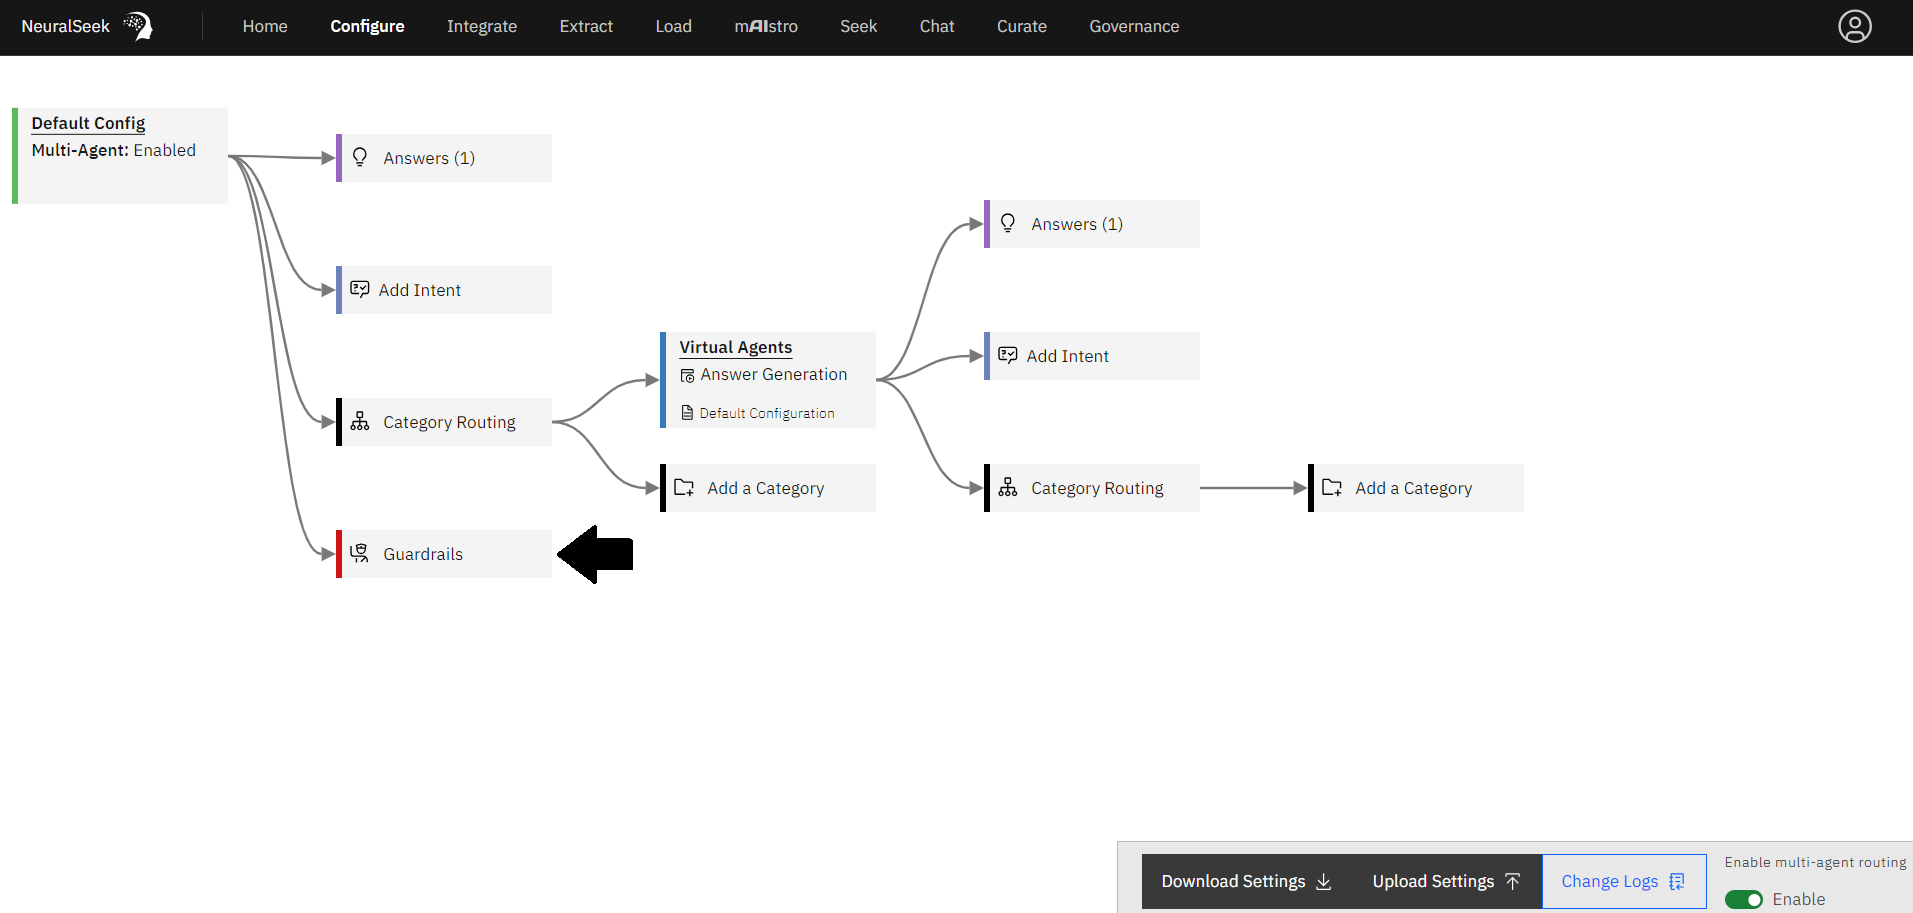 NeuralSeek
Home
Configure
Integrate
Extract
Load
mAIstro
Seek
Chat
Curate
Governance
Default Config
Multi-Agent: Enabled
Answers (1)
Add Intent
Category Routing
Guardrails
Virtual Agents
Answer Generation
Default Configuration
Add a Category
Answers (1)
Add Intent
Category Routing
Add a Category
Download Settings
Upload Settings
Change Logs
Enable multi-agent routing
Enable